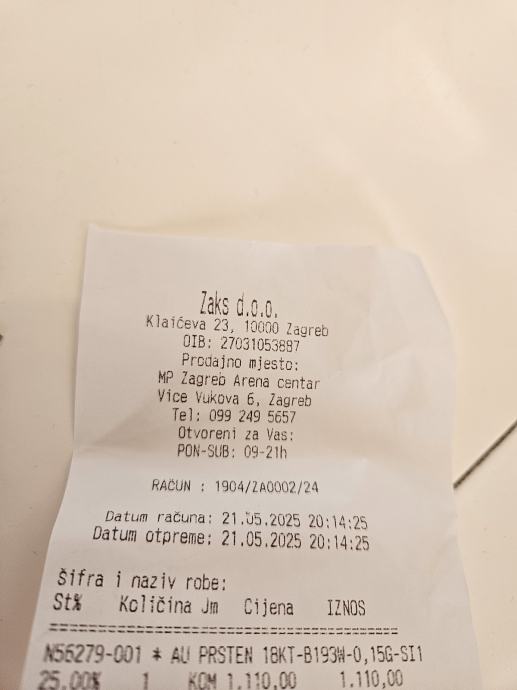 Zaks d.o.o.
Klaićeva 23, 10000 Zagreb
OIB: 27031053887
Prodajno mjesto:
MP Zagreb Arena centar
Vice Vukova 6, Zagreb
Tel: 099 249 5657
Otvoreni za Vas:
PON-SUB: 09-21h
RAČUN : 1904/ZA0002/24
Datum računa: 21.05.2025 20:14:25
Datum otpreme: 21.05.2025 20:14:25
šifra i naziv robe:
St% Količina Jm Cijena IZNOS
========================================
N56279-001 * AU PRSTEN 18KT-B193W-0,15G-SI1
25.00% 1 KOM 1.110,00 1.110,00